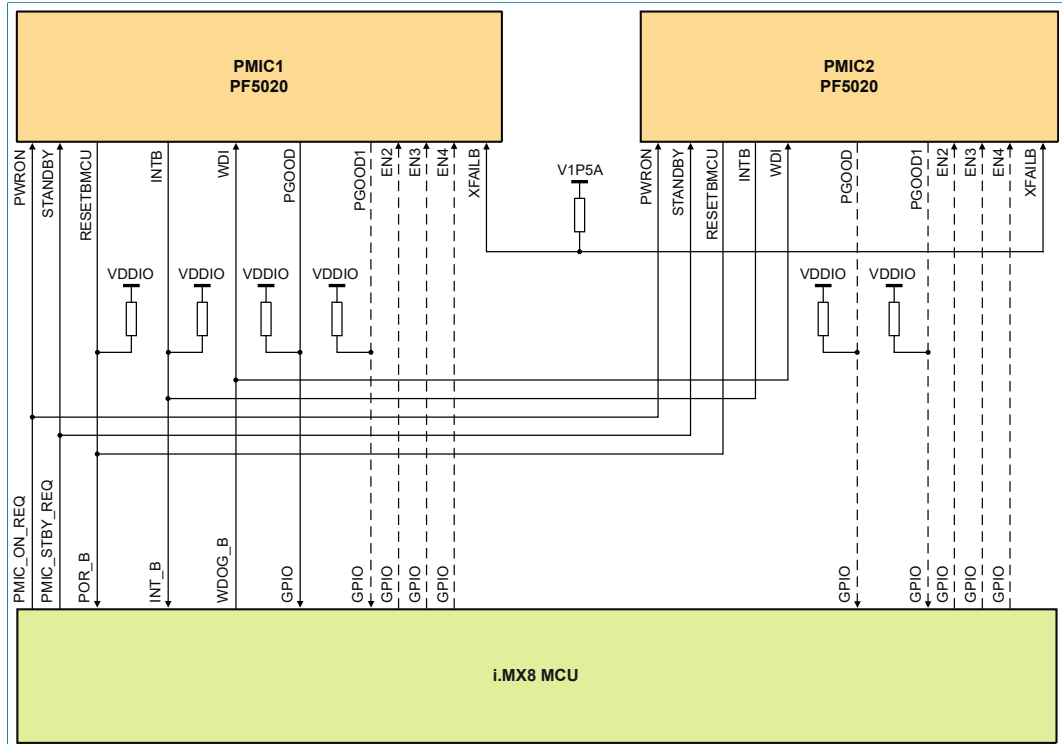 PMIC1
PF5020
PMIC2
PF5020
PWRON
STANDBY
RESETBMCU
INTB
WDI
PGOOD
PGOOD1
EN2
EN3
EN4
XFAILB
V1P5A
PWRON
STANDBY
RESETBMCU
INTB
WDI
PGOOD
PGOOD1
EN2
EN3
EN4
XFAILB
VDDIO
VDDIO
VDDIO
VDDIO
VDDIO
VDDIO
PMIC_ON_REQ
PMIC_STBY_REQ
POR_B
INT_B
WDOG_B
GPIO
GPIO
GPIO
GPIO
GPIO
GPIO
GPIO
GPIO
GPIO
GPIO
i.MX8 MCU